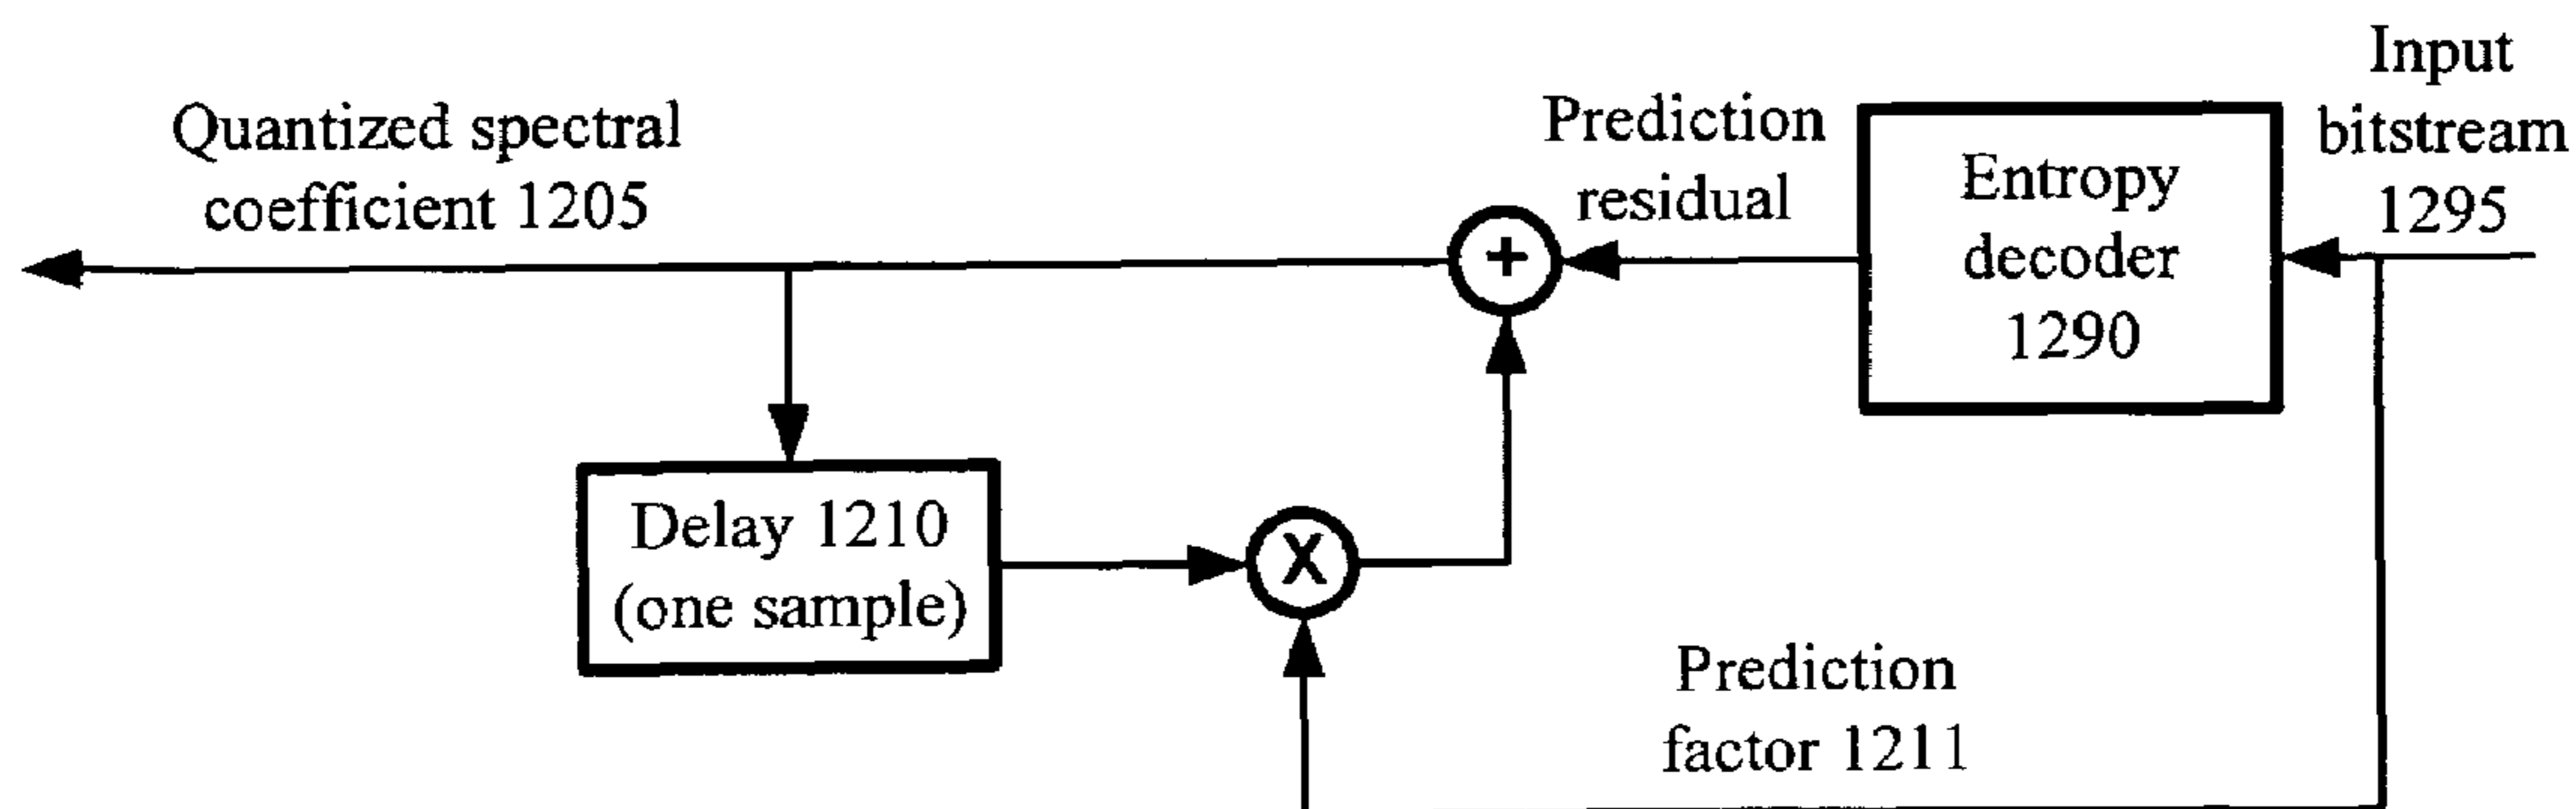 Quantized spectral
coefficient 1205
Prediction
residual
+
Entropy
decoder
1290
Input
bitstream
1295
Delay 1210
(one sample)
X
Prediction
factor 1211